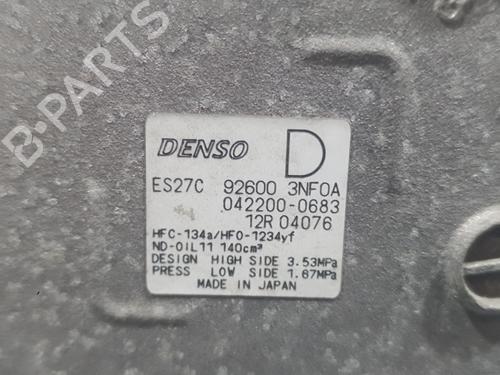 B-PARTS
DENSO D
ES27C 92600 3NF0A
042200-0683
12R 04076
HFC-134a/HFO-1234yf
ND-OIL11 140cm³
DESIGN HIGH SIDE 3.53MPa
PRESS LOW SIDE 1.67MPa
MADE IN JAPAN